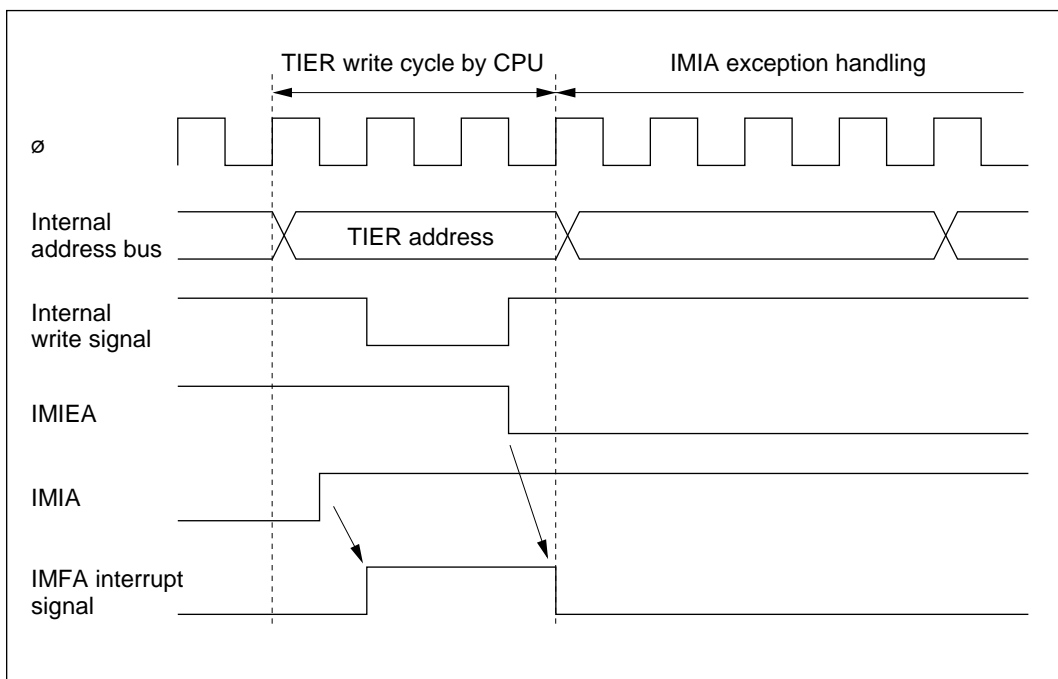 TIER write cycle by CPU
IMIA exception handling
ø
Internal
address bus
TIER address
Internal
write signal
IMIEA
IMIA
IMFA interrupt
signal